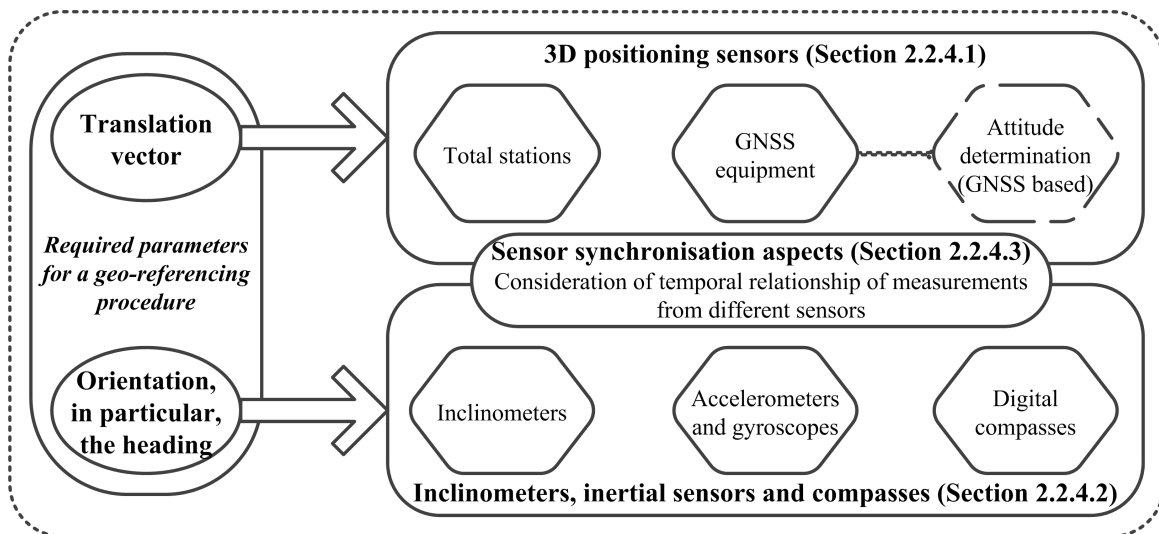 3D positioning sensors (Section 2.2.4.1)
Translation
vector
Total stations
GNSS
equipment
Attitude
determination
(GNSS based)
Required parameters
for a geo-referencing
procedure
Sensor synchronisation aspects (Section 2.2.4.3)
Consideration of temporal relationship of measurements
from different sensors
Orientation,
in particular,
the heading
Inclinometers
Accelerometers
and gyroscopes
Digital
compasses
Inclinometers, inertial sensors and compasses (Section 2.2.4.2)